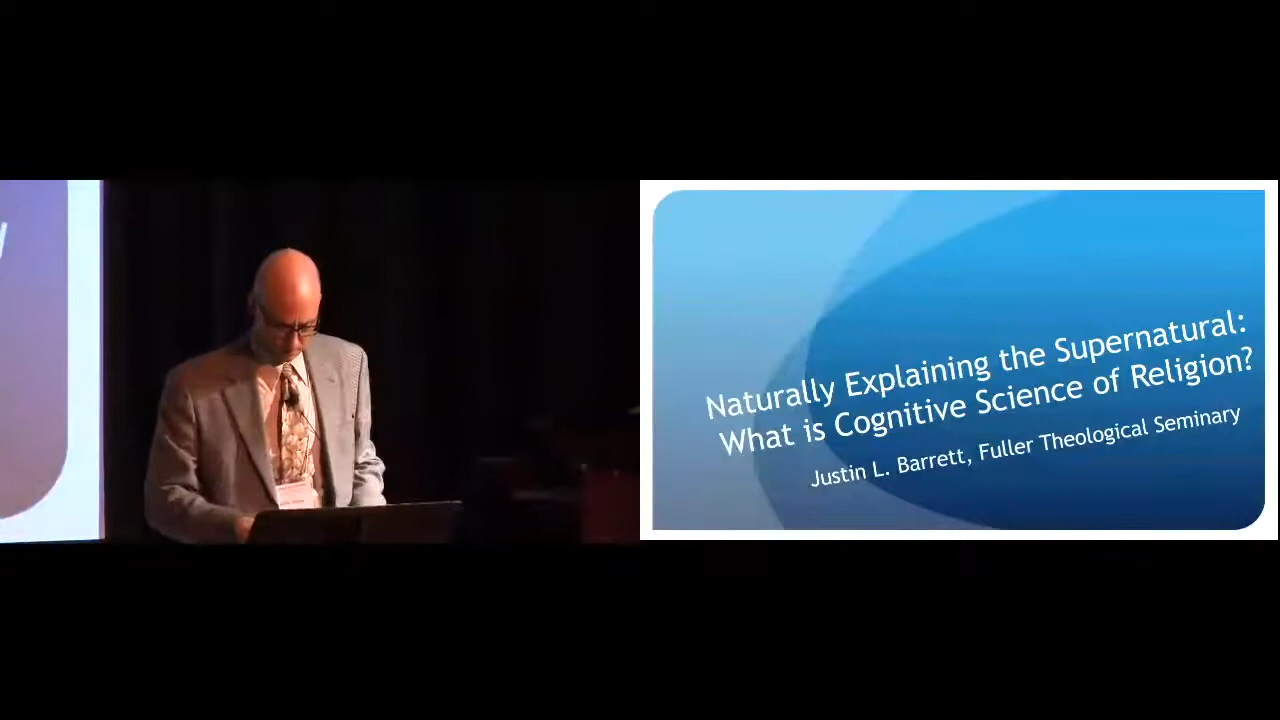 Naturally Explaining the Supernatural:
What is Cognitive Science of Religion?
Justin L. Barrett, Fuller Theological Seminary